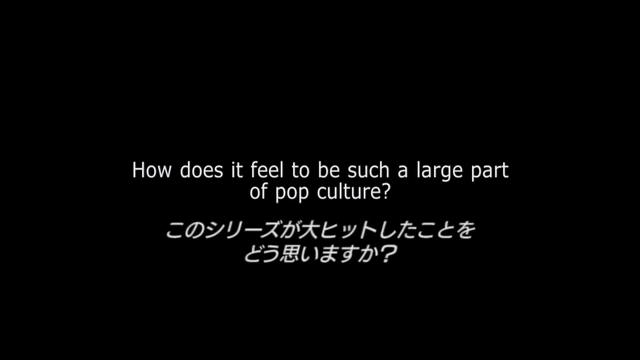 How does it feel to be such a large part
of pop culture?
このシリーズが大ヒットしたことを
どう思いますか?